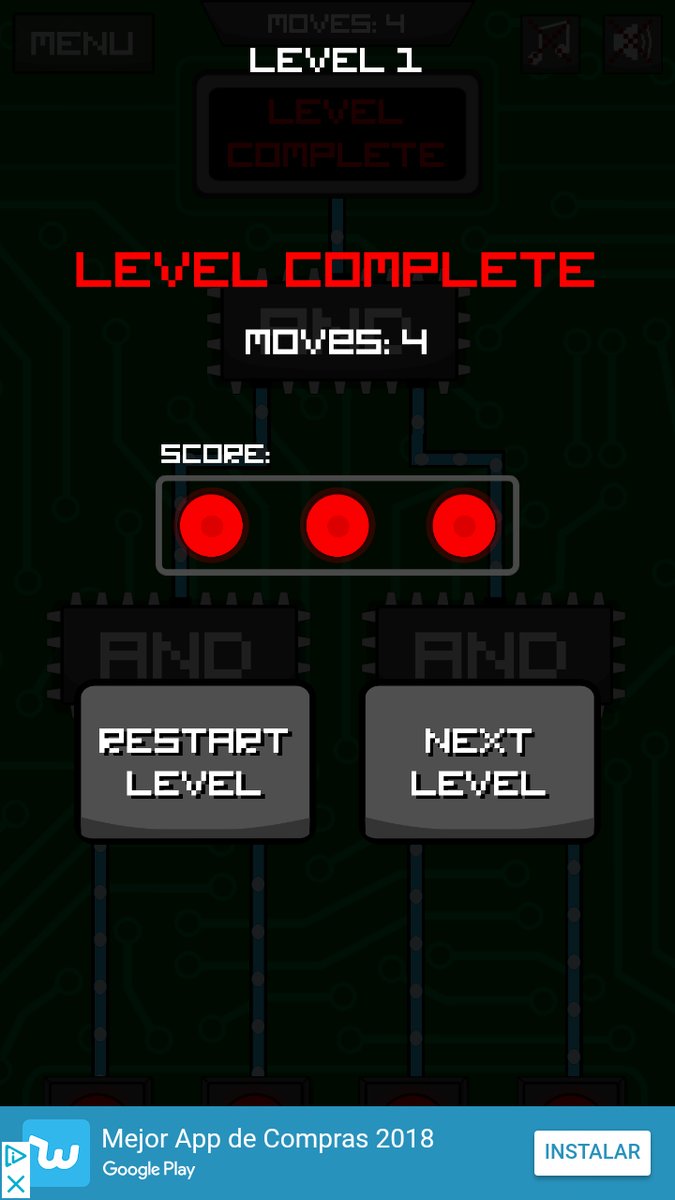 MENU
MOVES: 4
LEVEL 1
LEVEL
COMPLETE
LEVEL COMPLETE
AND
MOVES: 4
SCORE:
AND
AND
RESTART
LEVEL
NEXT
LEVEL
Mejor App de Compras 2018
Google Play
INSTALAR